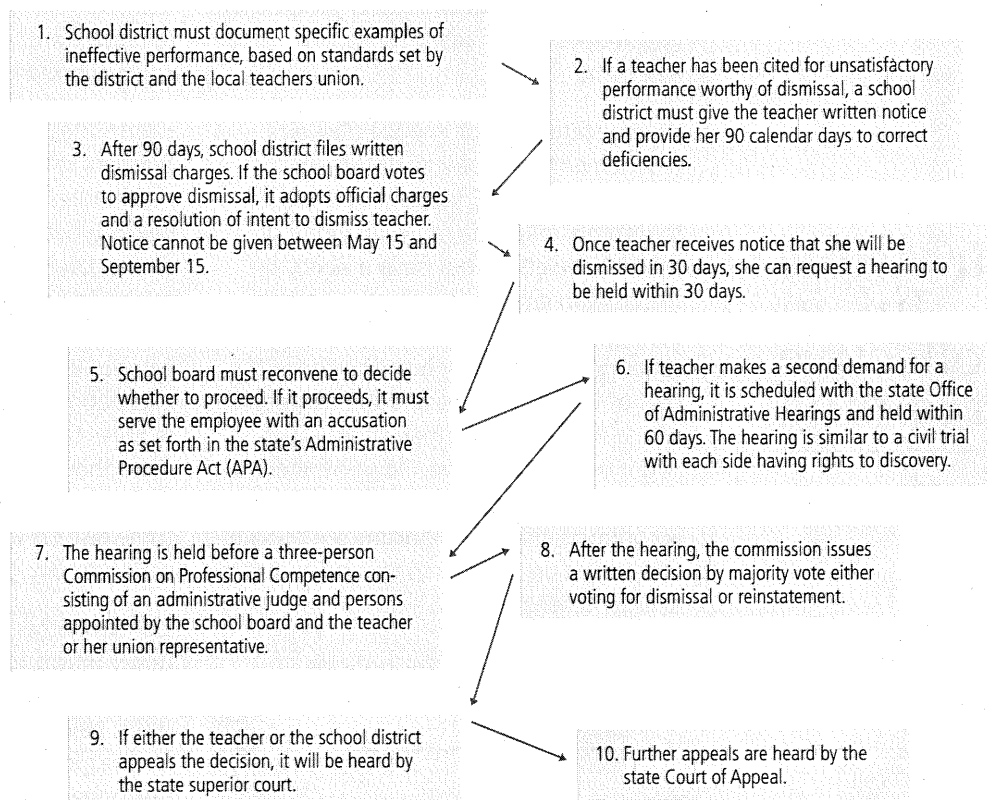 1. School district must document specific examples of
ineffective performance, based on standards set by
the district and the local teachers union.
2. If a teacher has been cited for unsatisfactory
performance worthy of dismissal, a school
district must give the teacher written notice
and provide her 90 calendar days to correct
deficiencies.
3. After 90 days, school district files written
dismissal charges. If the school board votes
to approve dismissal, it adopts official charges
and a resolution of intent to dismiss teacher.
Notice cannot be given between May 15 and
September 15.
4. Once teacher receives notice that she will be
dismissed in 30 days, she can request a hearing to
be held within 30 days.
5. School board must reconvene to decide
whether to proceed. If it proceeds, it must
serve the employee with an accusation
as set forth in the state's Administrative
Procedure Act (APA).
6. If teacher makes a second demand for a
hearing, it is scheduled with the state Office
of Administrative Hearings and held within
60 days. The hearing is similar to a civil trial
with each side having rights to discovery.
7. The hearing is held before a three-person
Commission on Professional Competence con-
sisting of an administrative judge and persons
appointed by the school board and the teacher
or her union representative.
8. After the hearing, the commission issues
a written decision by majority vote either
voting for dismissal or reinstatement.
9. If either the teacher or the school district
appeals the decision, it will be heard by
the state superior court.
10. Further appeals are heard by the
state Court of Appeal.